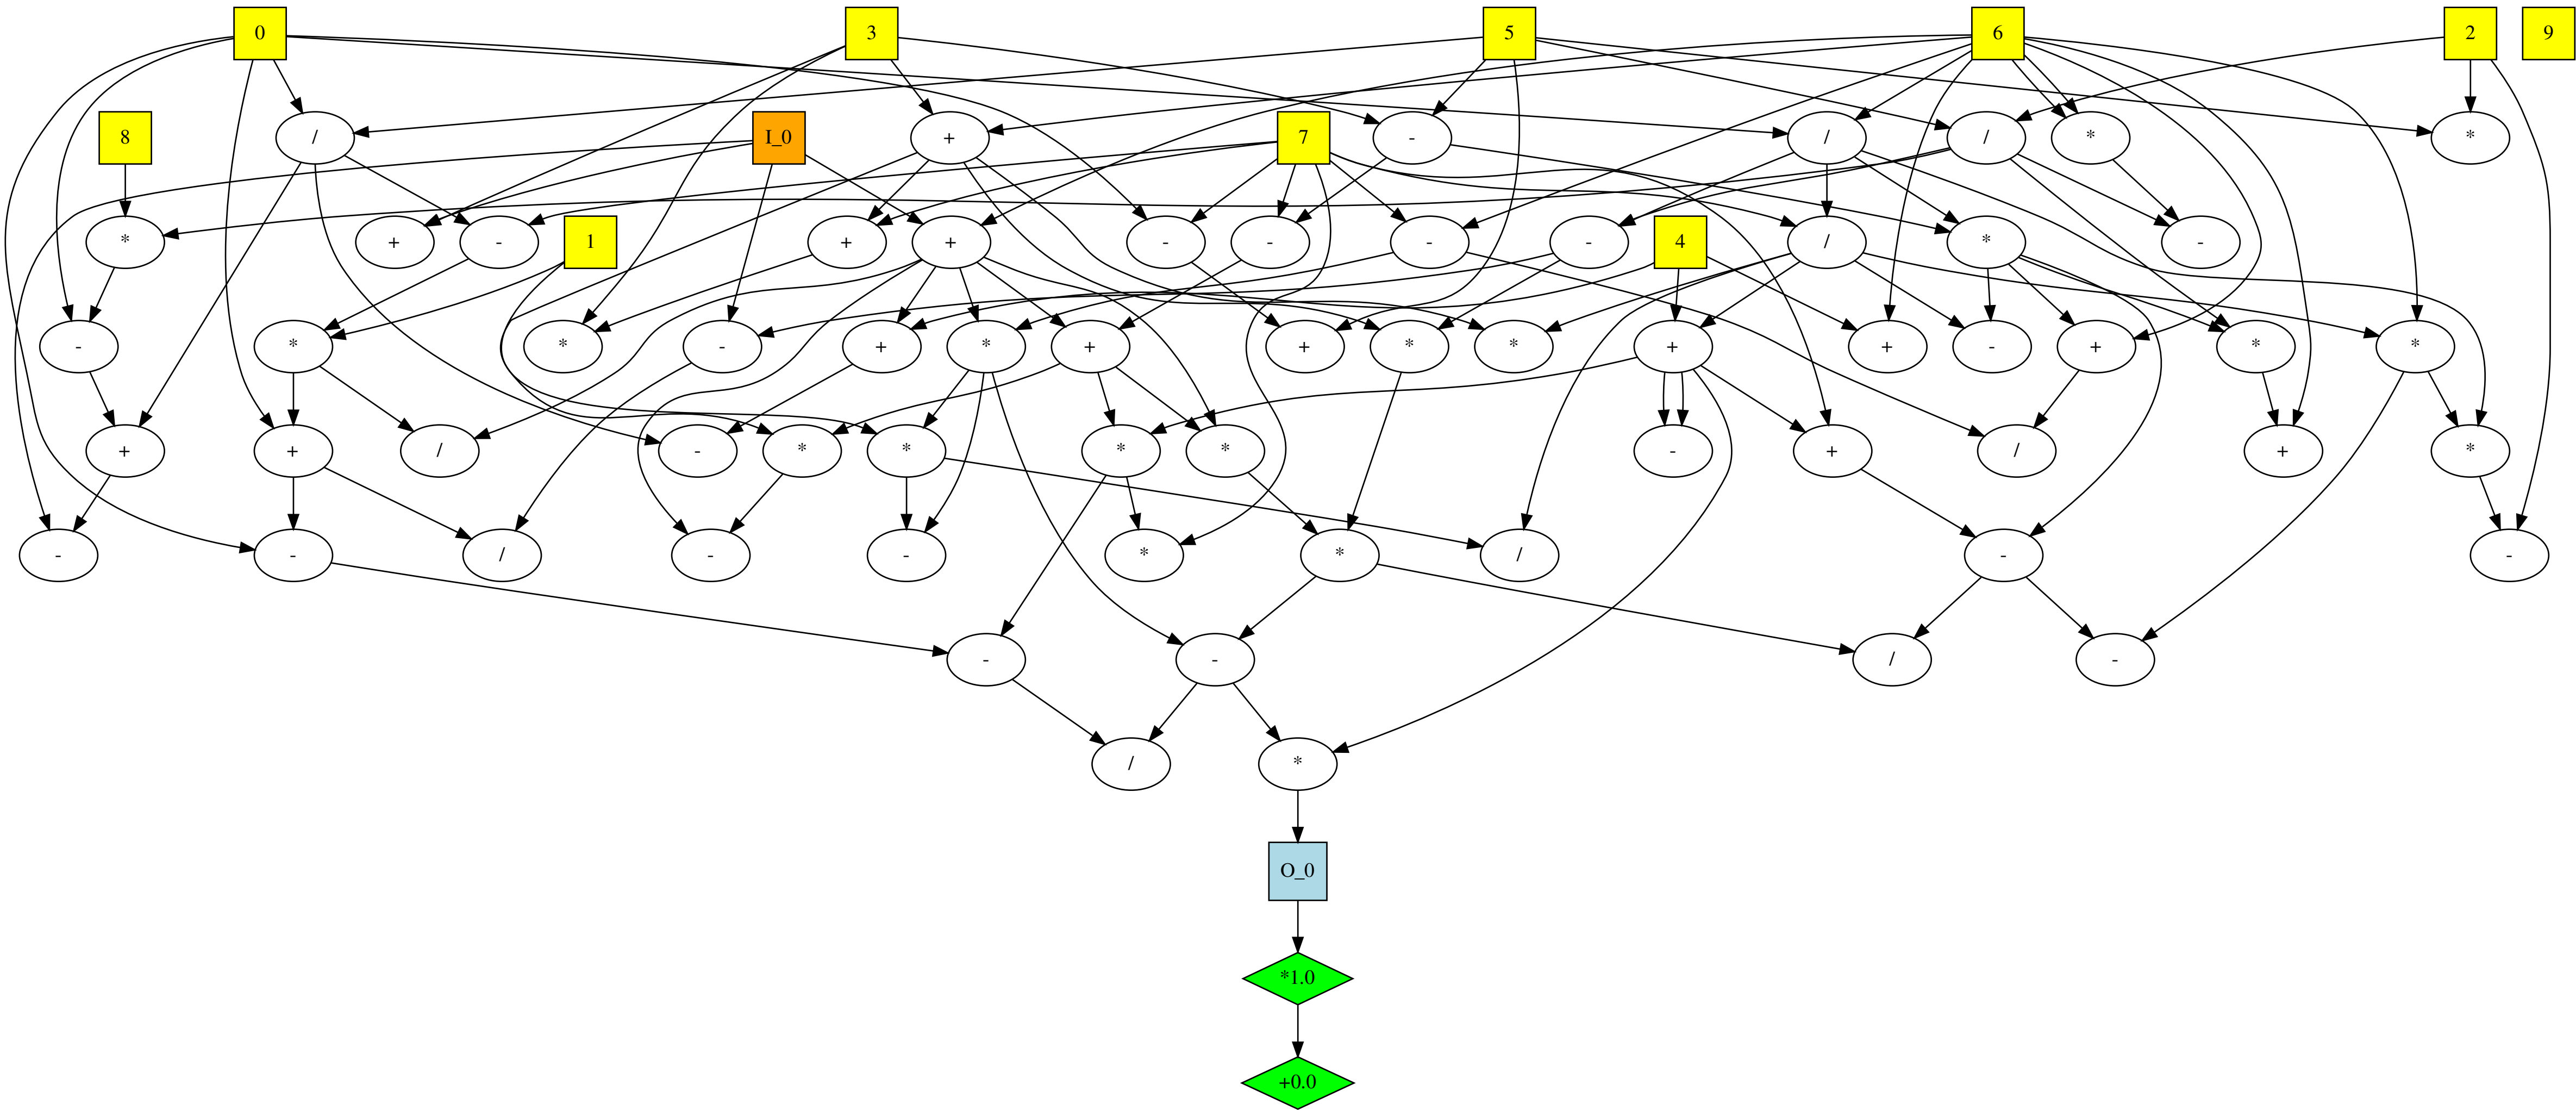 0 3 5 6 2 9
8 / I_0 + 7 - / / * *
* + - 1 + + - - - - 4 / * -
- * * - + * + + * * + + - + * *
+ + / - * * * * - + / + *
- - / - - * * / - -
- - / -
/ *
O_0
*1.0
+0.0